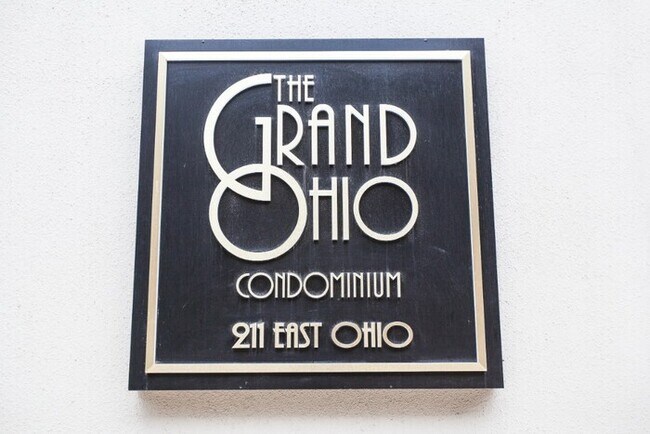 THE
GRAND
OHIO
CONDOMINIUM
211 EAST OHIO